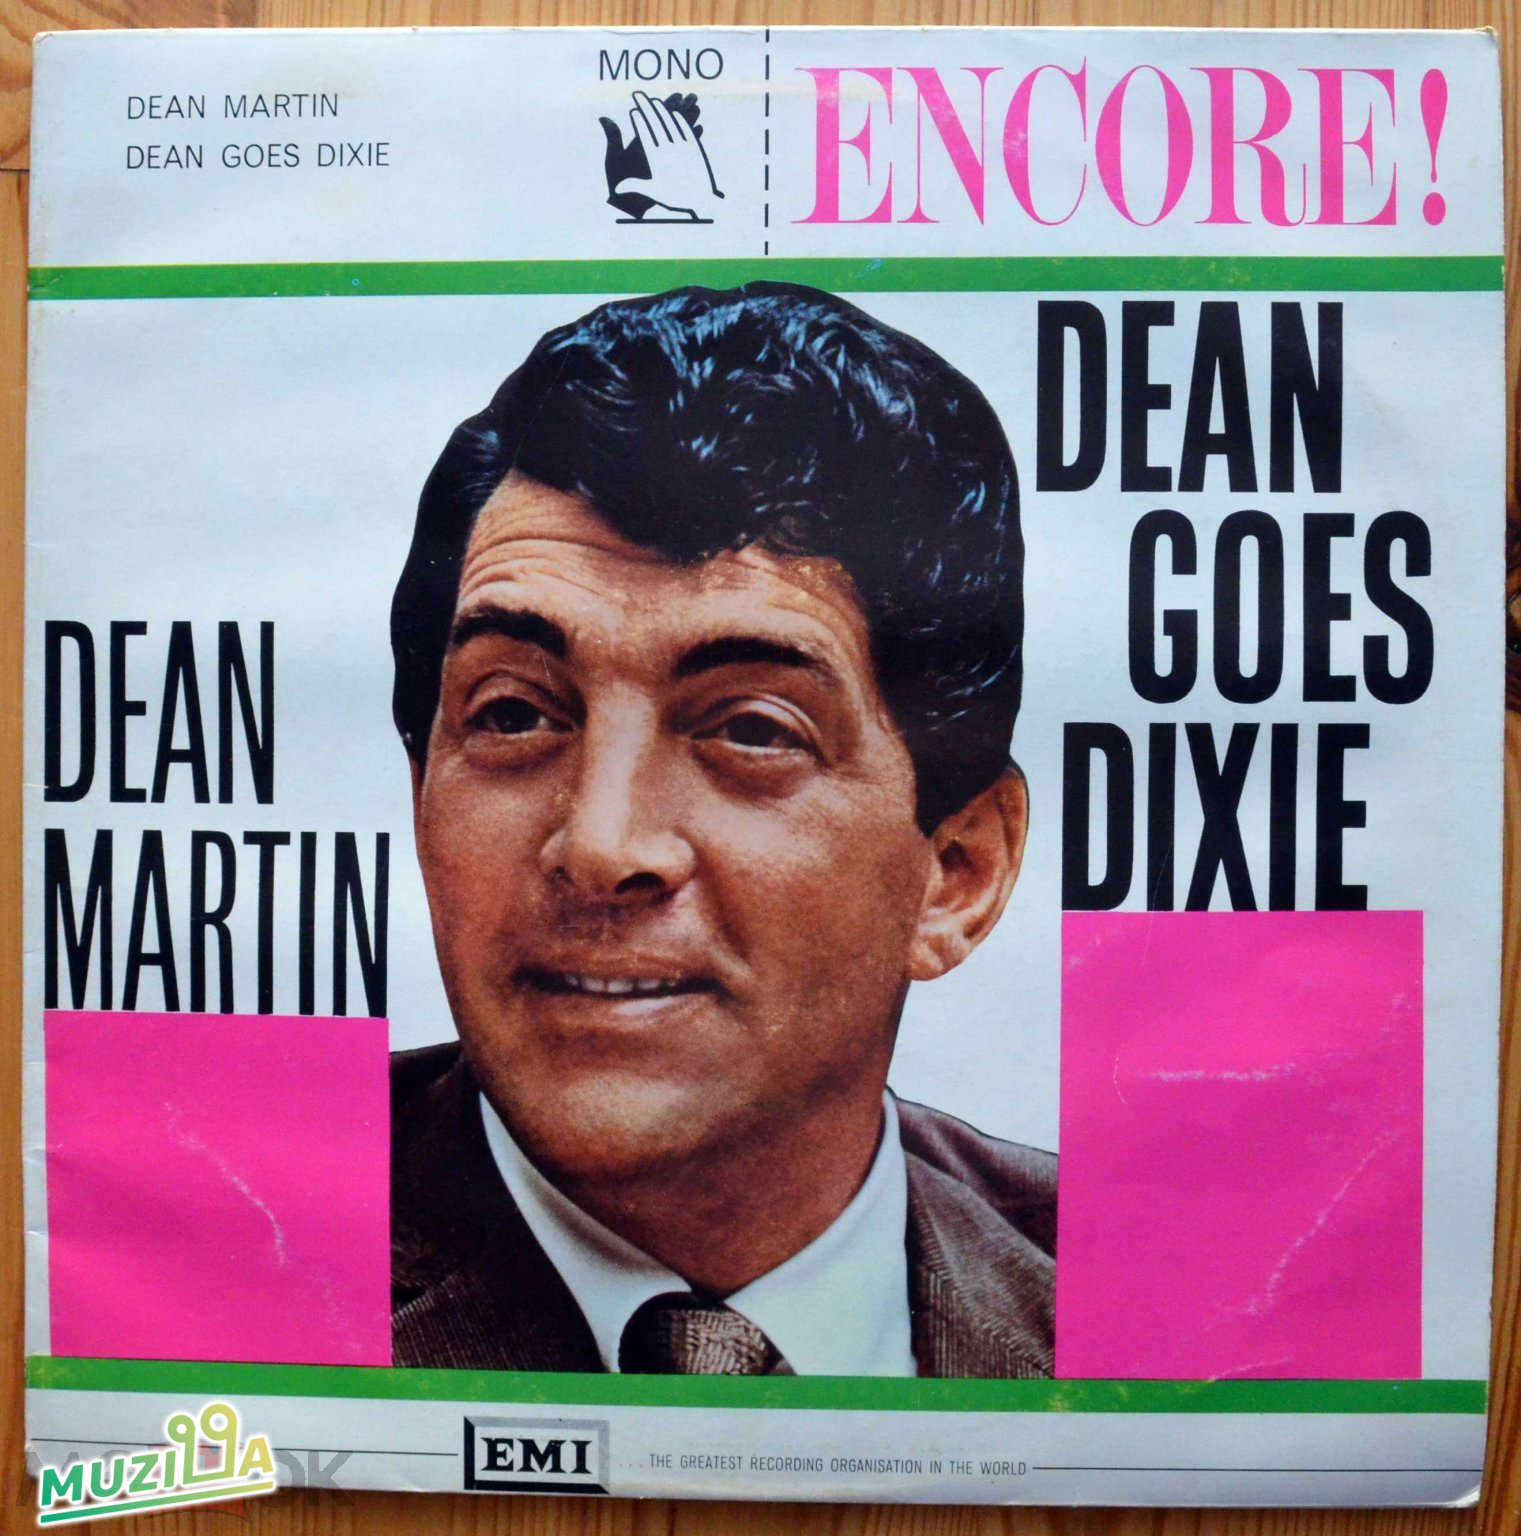 DEAN MARTIN
DEAN GOES DIXIE
MONO
ENCORE!
DEAN
GOES
DIXIE
DEAN
MARTIN
EMI
...THE GREATEST RECORDING ORGANISATION IN THE WORLD
MUZILLA